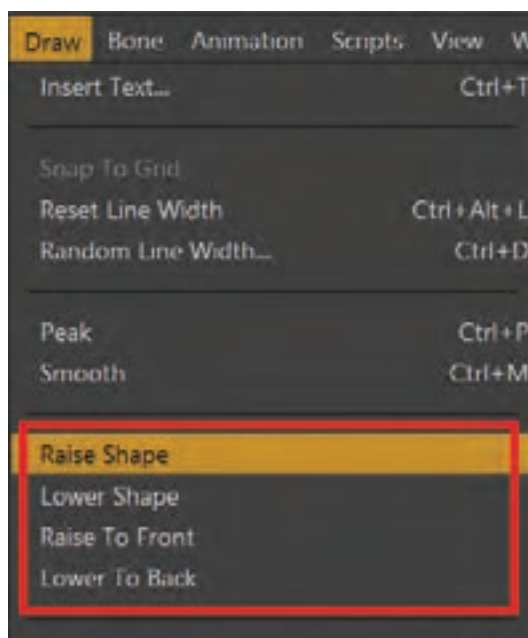 Draw Bone Animation Scripts View W
Insert Text... Ctrl+T
Snap To Grid
Reset Line Width Ctrl+Alt+L
Random Line Width... Ctrl+D
Peak Ctrl+P
Smooth Ctrl+M
Raise Shape
Lower Shape
Raise To Front
Lower To Back